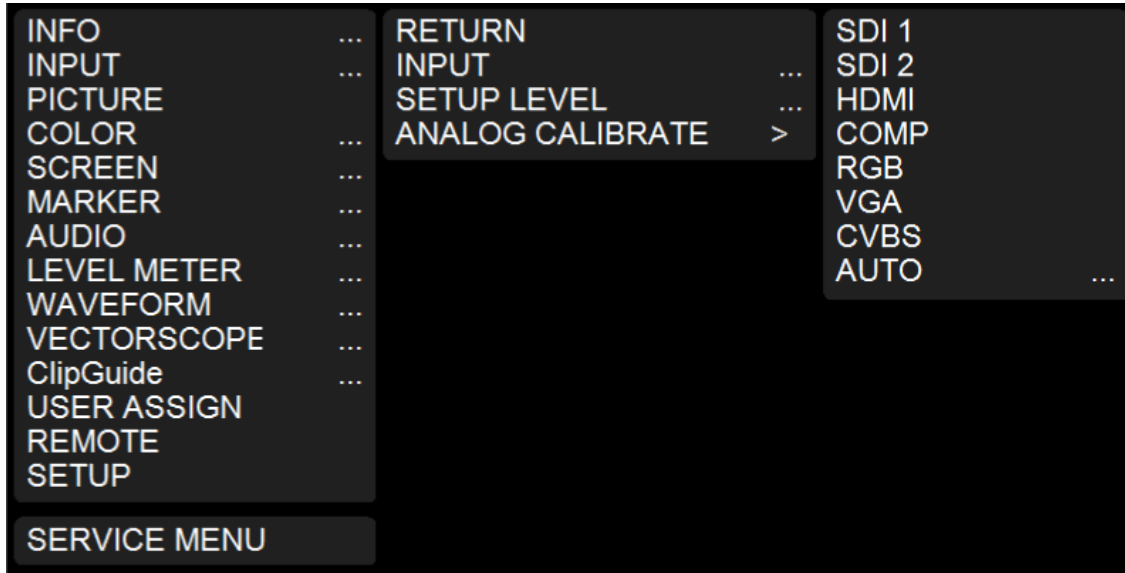 INFO ...
INPUT ...
PICTURE
COLOR ...
SCREEN ...
MARKER ...
AUDIO ...
LEVEL METER ...
WAVEFORM ...
VECTORSCOPE ...
ClipGuide ...
USER ASSIGN
REMOTE
SETUP
SERVICE MENU
RETURN
INPUT ...
SETUP LEVEL ...
ANALOG CALIBRATE >
SDI 1
SDI 2
HDMI
COMP
RGB
VGA
CVBS
AUTO ...